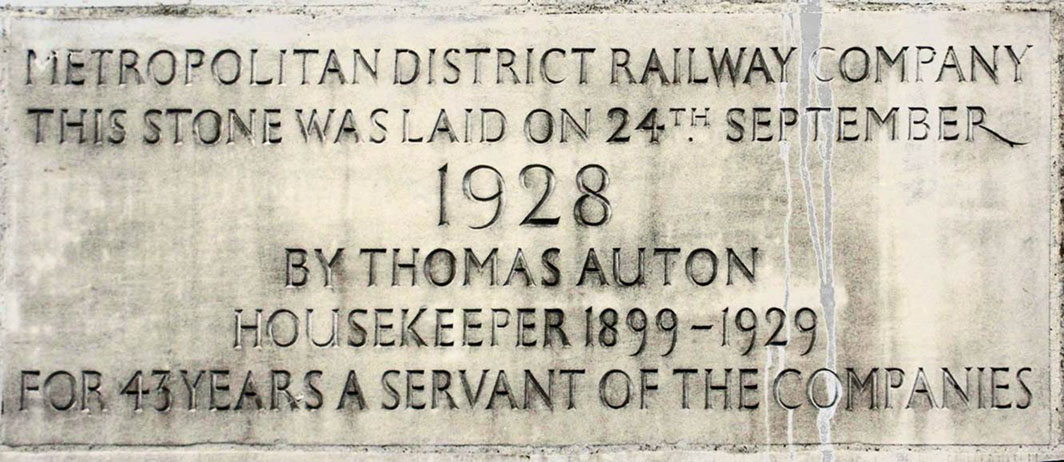 METROPOLITAN DISTRICT RAILWAY COMPANY
THIS STONE WAS LAID ON 24TH SEPTEMBER
1928
BY THOMAS AUTON
HOUSEKEEPER 1899-1929
FOR 43 YEARS A SERVANT OF THE COMPANIES